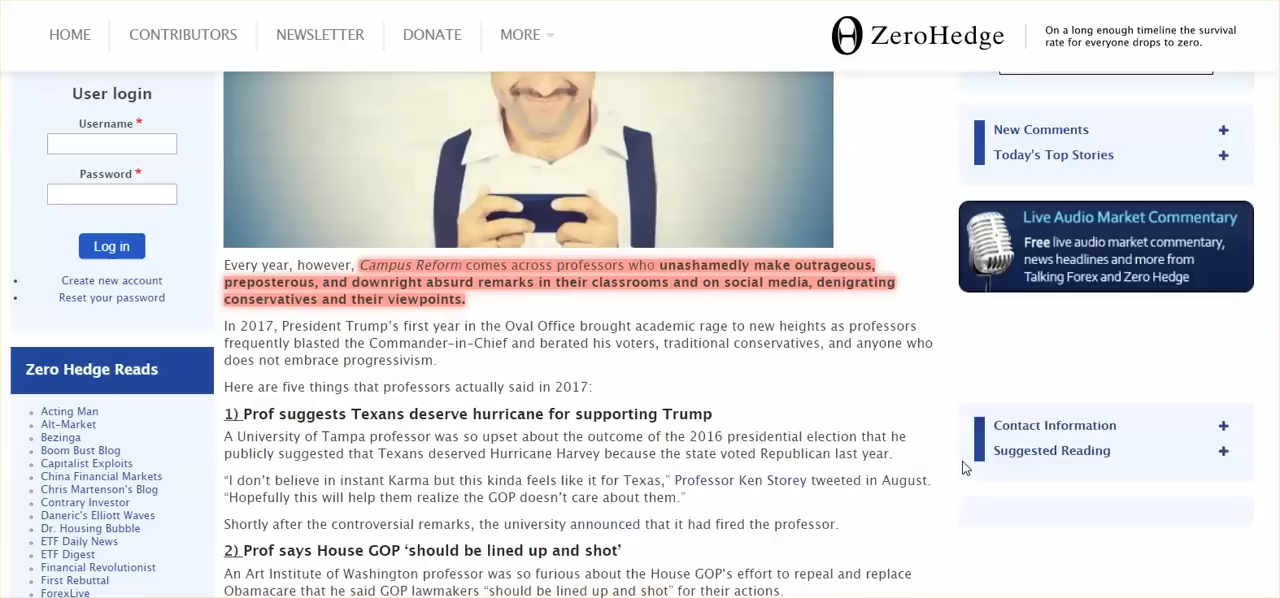 HOME
CONTRIBUTORS
NEWSLETTER
DONATE
MORE
ZeroHedge
On a long enough timeline the survival
rate for everyone drops to zero.
User login
Username *
Password *
Log in
Create new account
Reset your password
Zero Hedge Reads
Acting Man
Alt-Market
Bezinga
Boom Bust Blog
Capitalist Exploits
China Financial Markets
Chris Martenson's Blog
Contrary Investor
Daneric's Elliott Waves
Dr. Housing Bubble
ETF Daily News
ETF Digest
Financial Revolutionist
First Rebuttal
ForexLive
Every year, however, Campus Reform comes across professors who unashamedly make outrageous,
preposterous, and downright absurd remarks in their classrooms and on social media, denigrating
conservatives and their viewpoints.
In 2017, President Trump's first year in the Oval Office brought academic rage to new heights as professors
frequently blasted the Commander-in-Chief and berated his voters, traditional conservatives, and anyone who
does not embrace progressivism.
Here are five things that professors actually said in 2017:
1) Prof suggests Texans deserve hurricane for supporting Trump
A University of Tampa professor was so upset about the outcome of the 2016 presidential election that he
publicly suggested that Texans deserved Hurricane Harvey because the state voted Republican last year.
“I don't believe in instant Karma but this kinda feels like it for Texas,” Professor Ken Storey tweeted in August.
“Hopefully this will help them realize the GOP doesn't care about them.”
Shortly after the controversial remarks, the university announced that it had fired the professor.
2) Prof says House GOP ‘should be lined up and shot’
An Art Institute of Washington professor was so furious about the House GOP's effort to repeal and replace
Obamacare that he said GOP lawmakers “should be lined up and shot” for their actions.
New Comments
Today's Top Stories
Live Audio Market Commentary
Free live audio market commentary,
news headlines and more from
Talking Forex and Zero Hedge
Contact Information
Suggested Reading